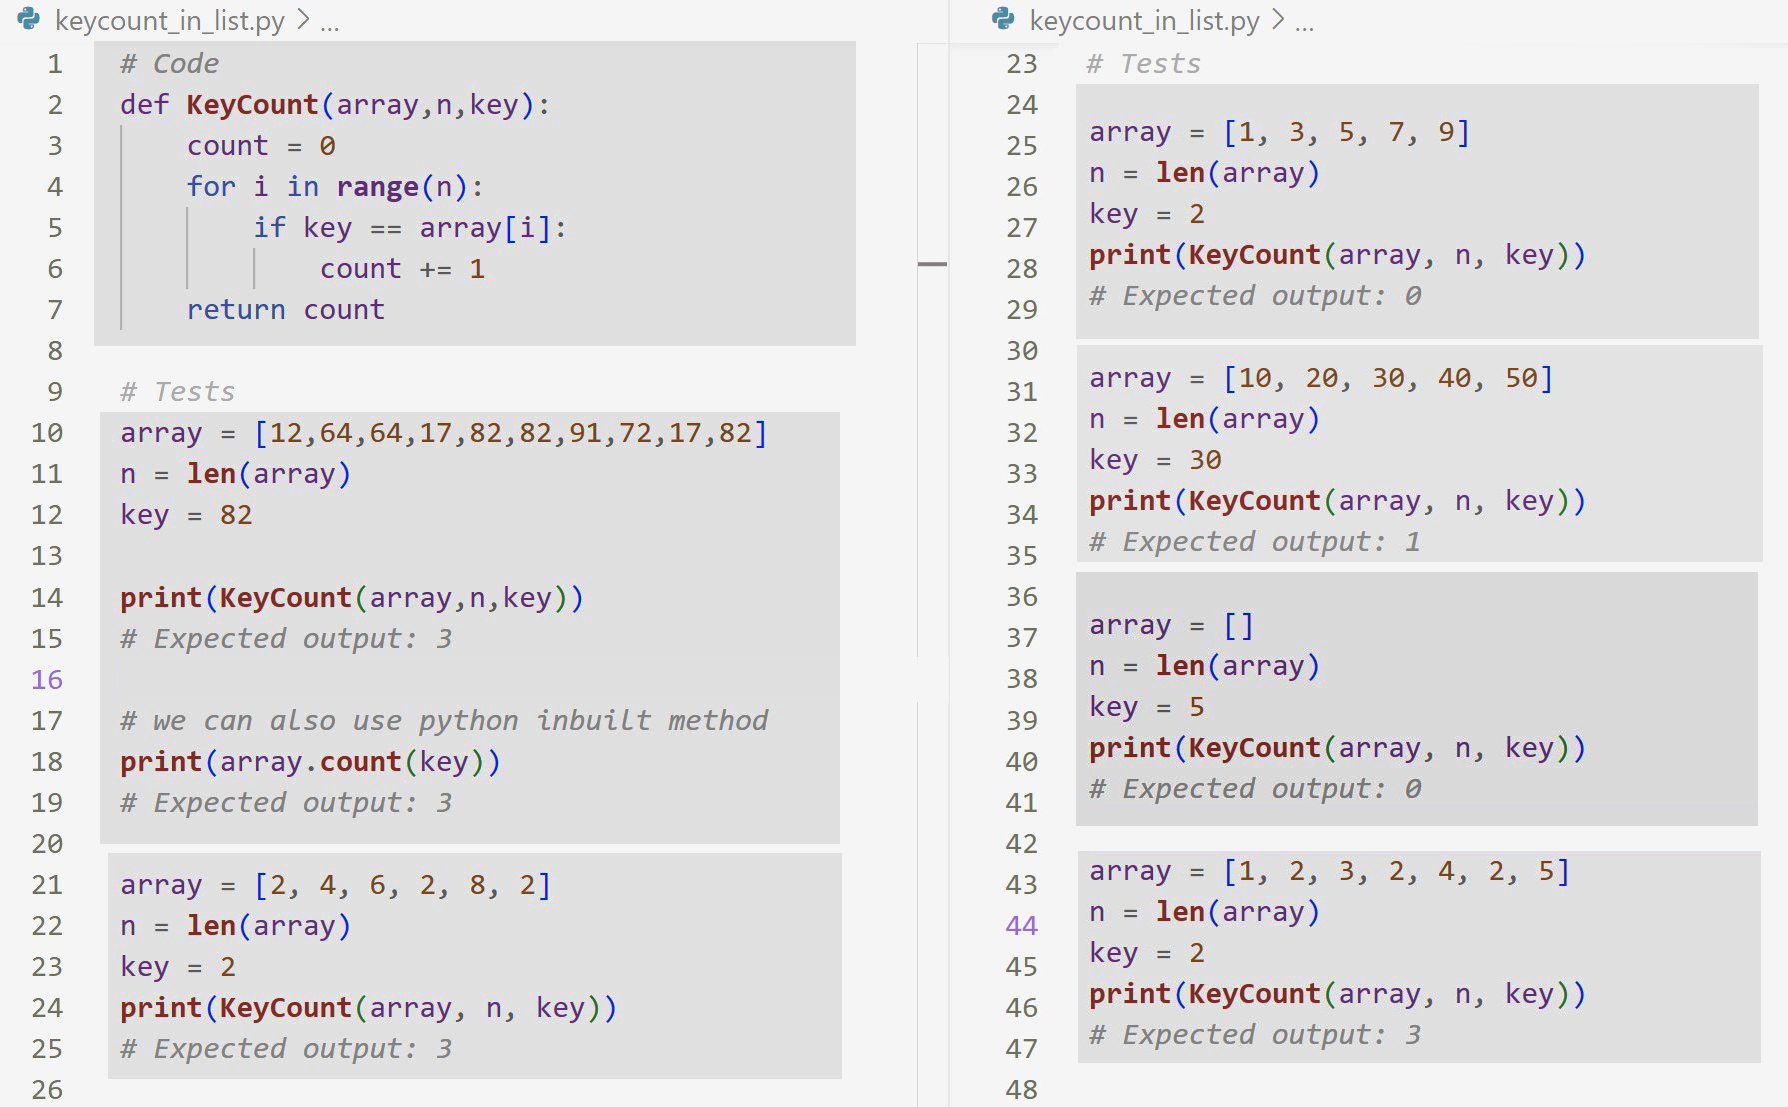 keycount_in_list.py > ...
1 # Code
2 def KeyCount(array,n,key):
3     count = 0
4     for i in range(n):
5         if key == array[i]:
6             count += 1
7     return count
8
9 # Tests
10 array = [12,64,64,17,82,82,91,72,17,82]
11 n = len(array)
12 key = 82
13
14 print(KeyCount(array,n,key))
15 # Expected output: 3
16
17 # we can also use python inbuilt method
18 print(array.count(key))
19 # Expected output: 3
20
21 array = [2, 4, 6, 2, 8, 2]
22 n = len(array)
23 key = 2
24 print(KeyCount(array, n, key))
25 # Expected output: 3
26
keycount_in_list.py > ...
23 # Tests
24
25 array = [1, 3, 5, 7, 9]
26 n = len(array)
27 key = 2
28 print(KeyCount(array, n, key))
29 # Expected output: 0
30
31 array = [10, 20, 30, 40, 50]
32 n = len(array)
33 key = 30
34 print(KeyCount(array, n, key))
35 # Expected output: 1
36
37 array = []
38 n = len(array)
39 key = 5
40 print(KeyCount(array, n, key))
41 # Expected output: 0
42
43 array = [1, 2, 3, 2, 4, 2, 5]
44 n = len(array)
45 key = 2
46 print(KeyCount(array, n, key))
47 # Expected output: 3
48